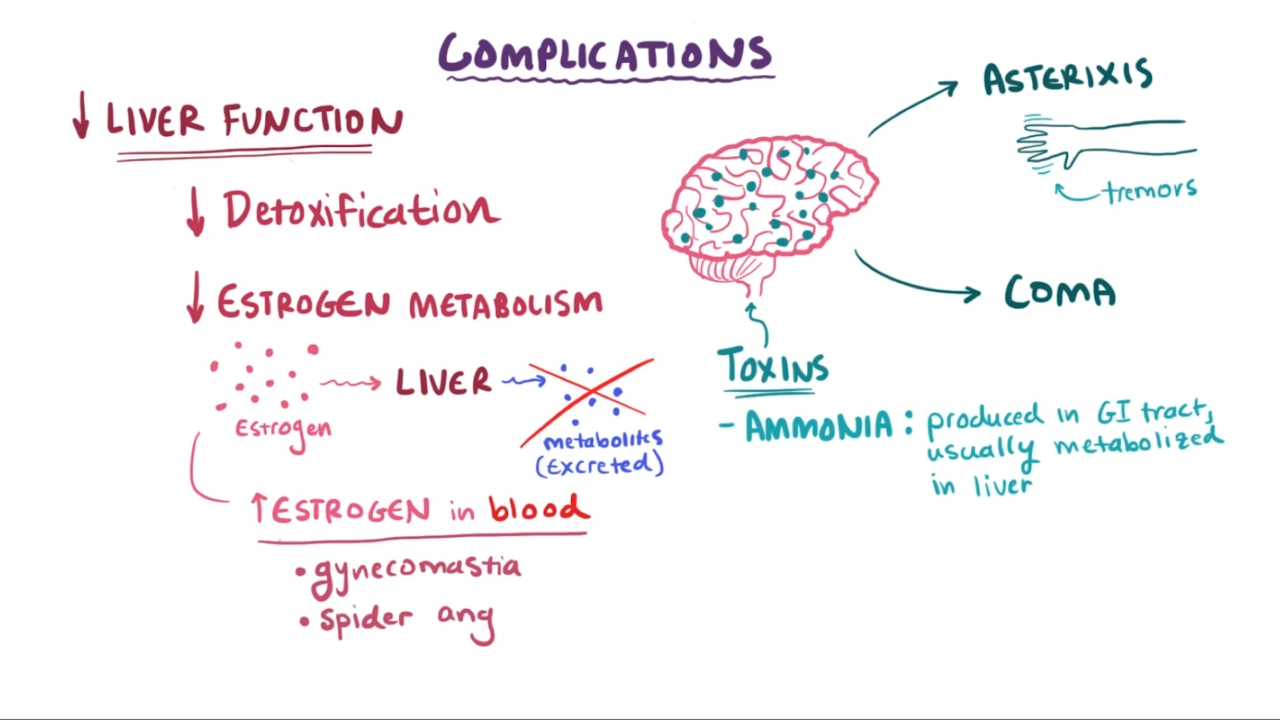 COMPLICATIONS
↓ LIVER FUNCTION
↓ Detoxification
↓ ESTROGEN METABOLISM
Estrogen
LIVER
metabolites
(Excreted)
↑ ESTROGEN in blood
• gynecomastia
• spider ang
ASTERIXIS
tremors
COMA
TOXINS
- AMMONIA: produced in GI tract,
usually metabolized
in liver